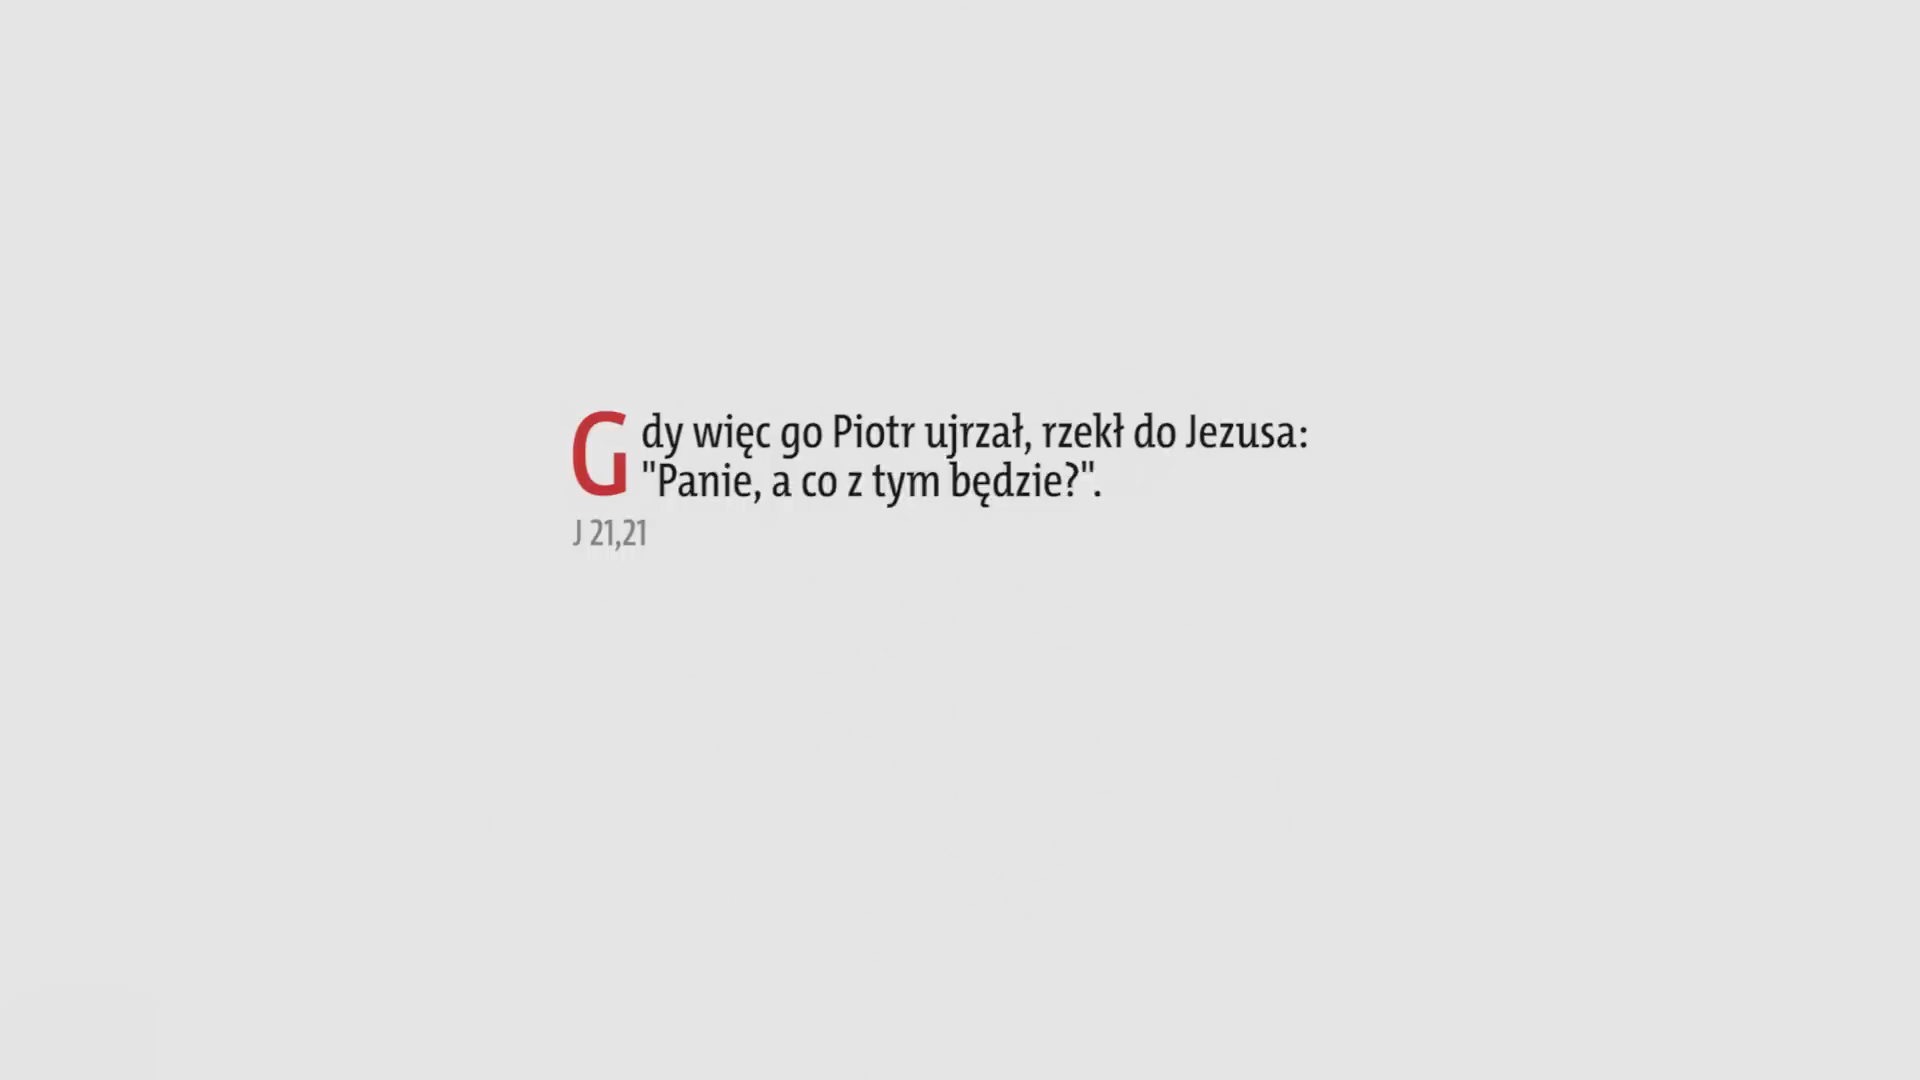 Gdy więc go Piotr ujrzał, rzekł do Jezusa:
"Panie, a co z tym będzie?".
J 21,21